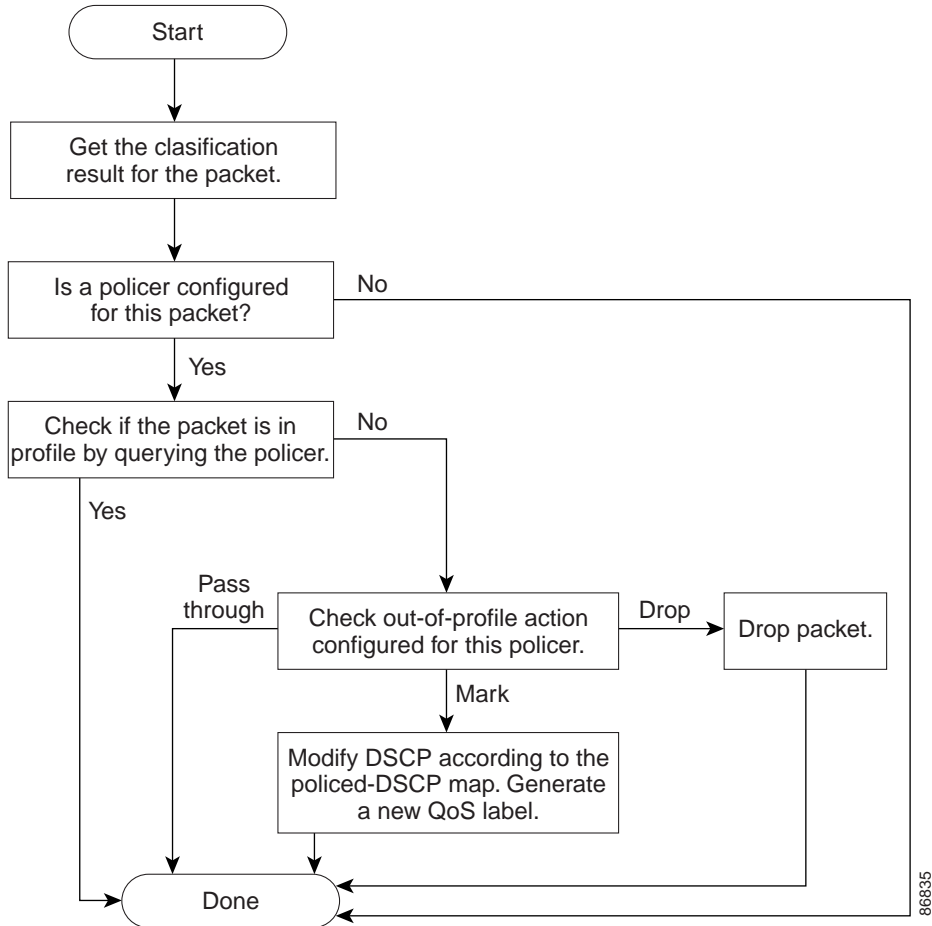 Start
Get the clasification
result for the packet.
Is a policer configured
for this packet?
No
Yes
Check if the packet is in
profile by querying the policer.
No
Yes
Pass
through
Check out-of-profile action
configured for this policer.
Drop
Drop packet.
Mark
Modify DSCP according to the
policed-DSCP map. Generate
a new QoS label.
Done
86835